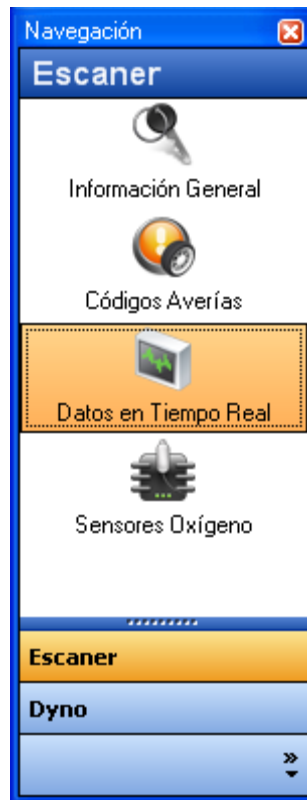 Navegación
Escaner
Información General
Códigos Averías
Datos en Tiempo Real
Sensores Oxígeno
Escaner
Dyno